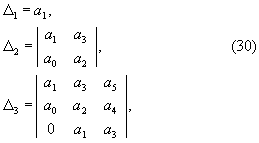 Δ₁ = a₁,
Δ₂ = | a₁ a₃ |
| a₀ a₂ |, (30)
Δ₃ = | a₁ a₃ a₅ |
| a₀ a₂ a₄ |
| 0 a₁ a₃ |,